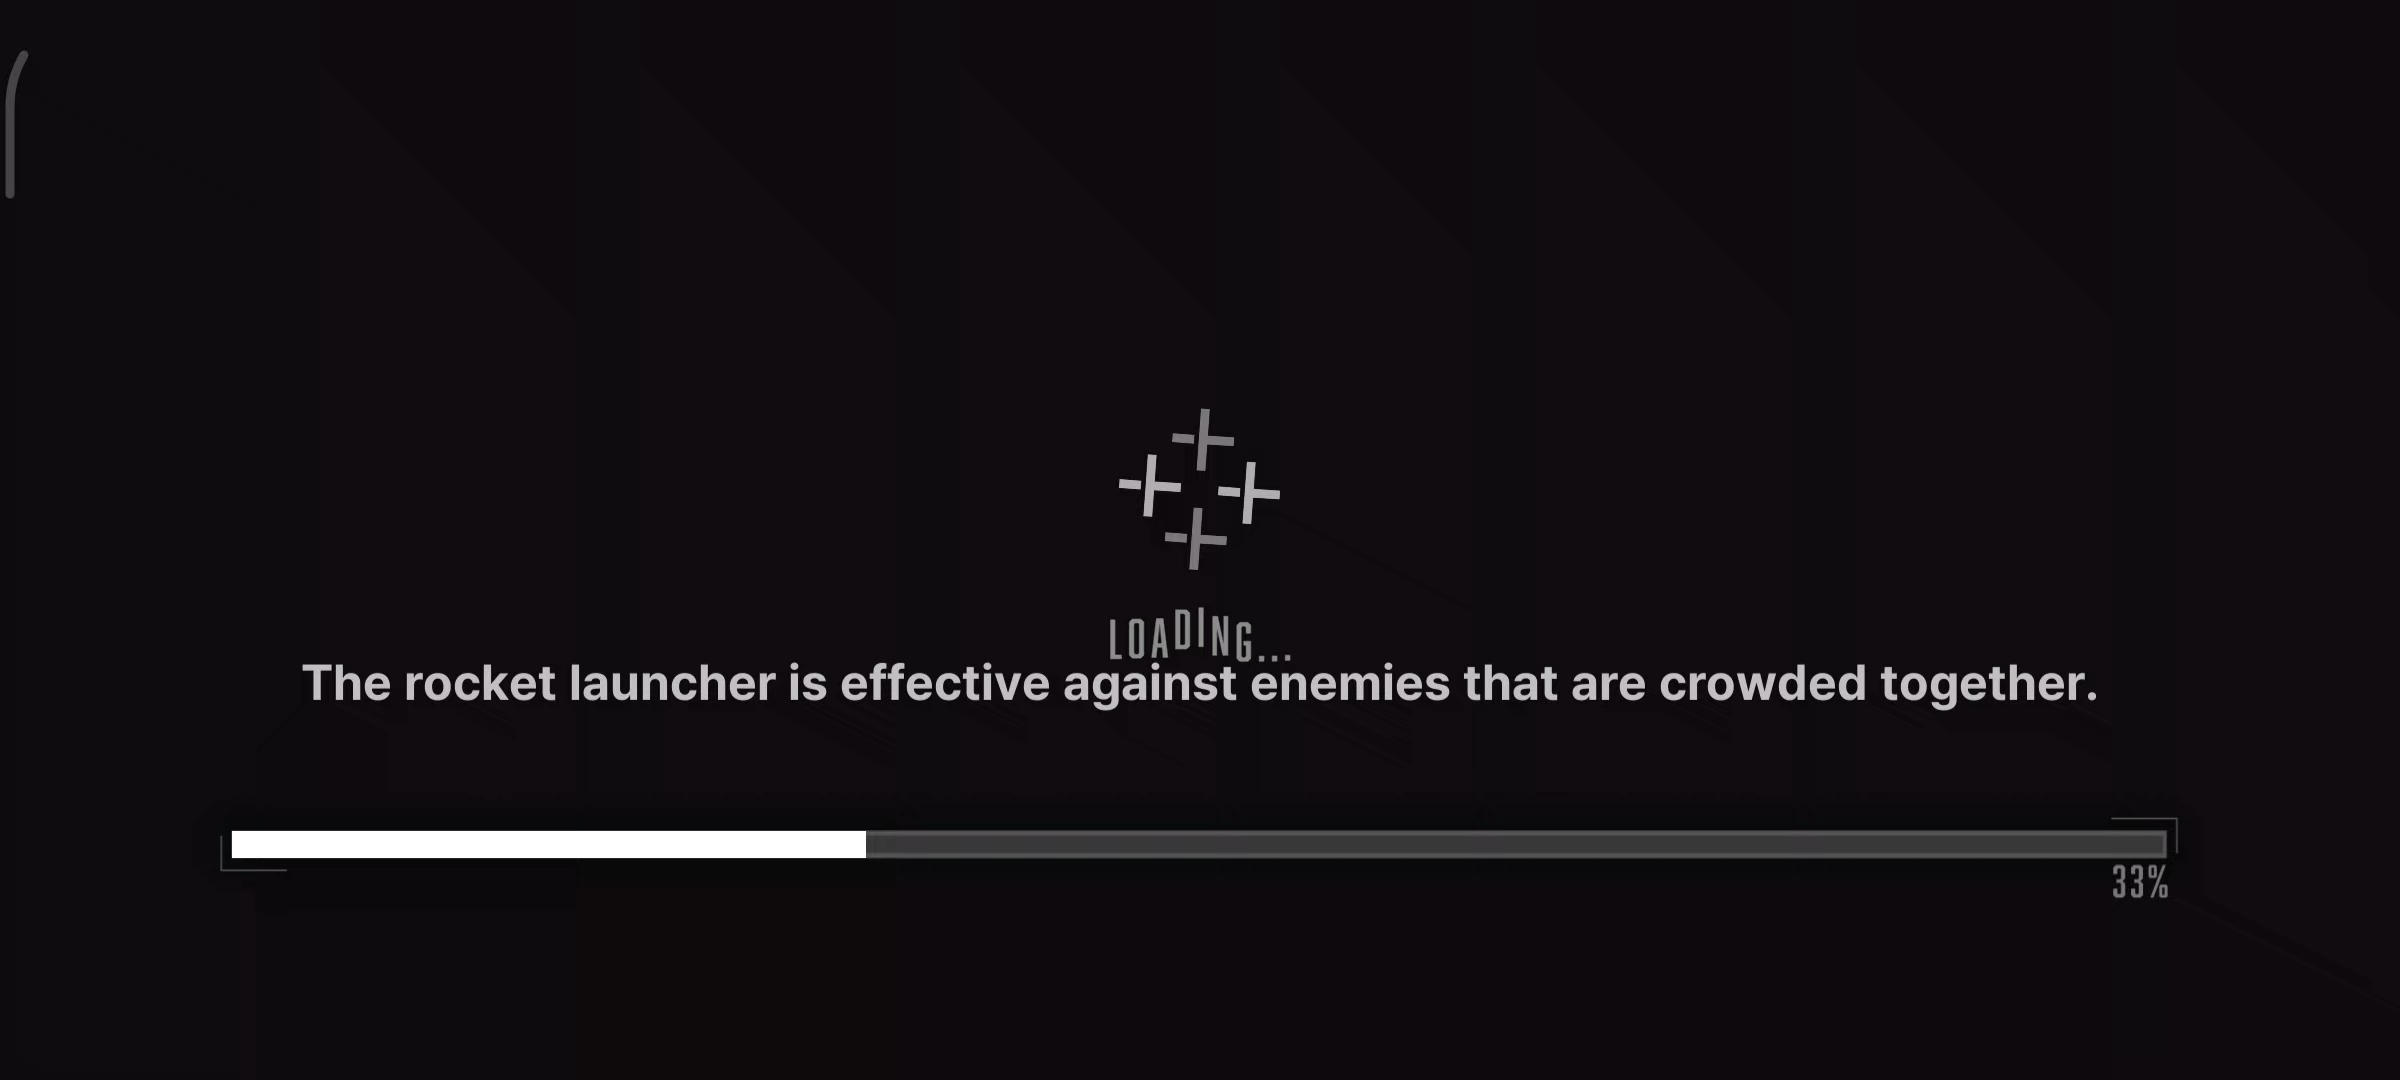 LOADING...
The rocket launcher is effective against enemies that are crowded together.
33%